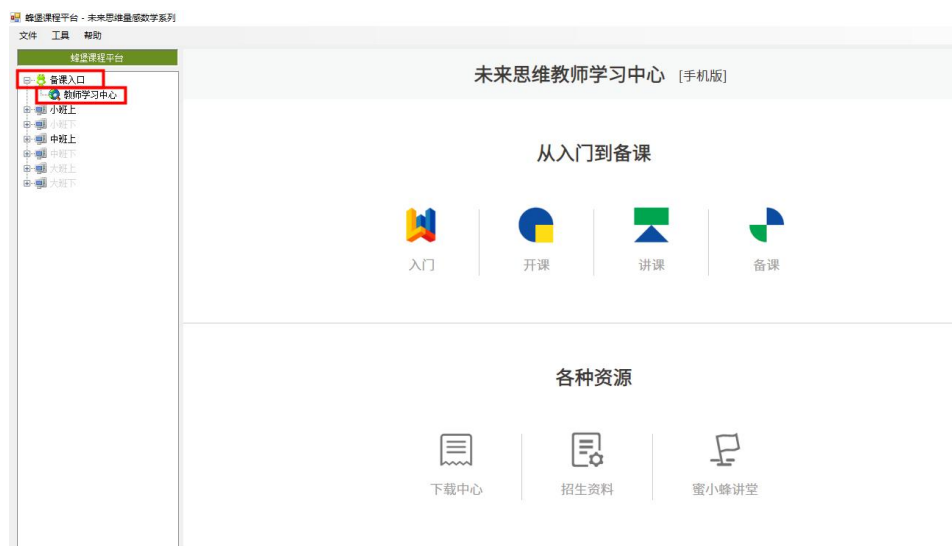 蜂堡课程平台 - 未来思维量感数学系列
文件 工具 帮助
蜂堡课程平台
备课入口
教师学习中心
小班上
小班下
中班上
中班下
大班上
大班下
未来思维教师学习中心 [手机版]
从入门到备课
入门 开课 讲课 备课
各种资源
下载中心 招生资料 蜜小蜂讲堂